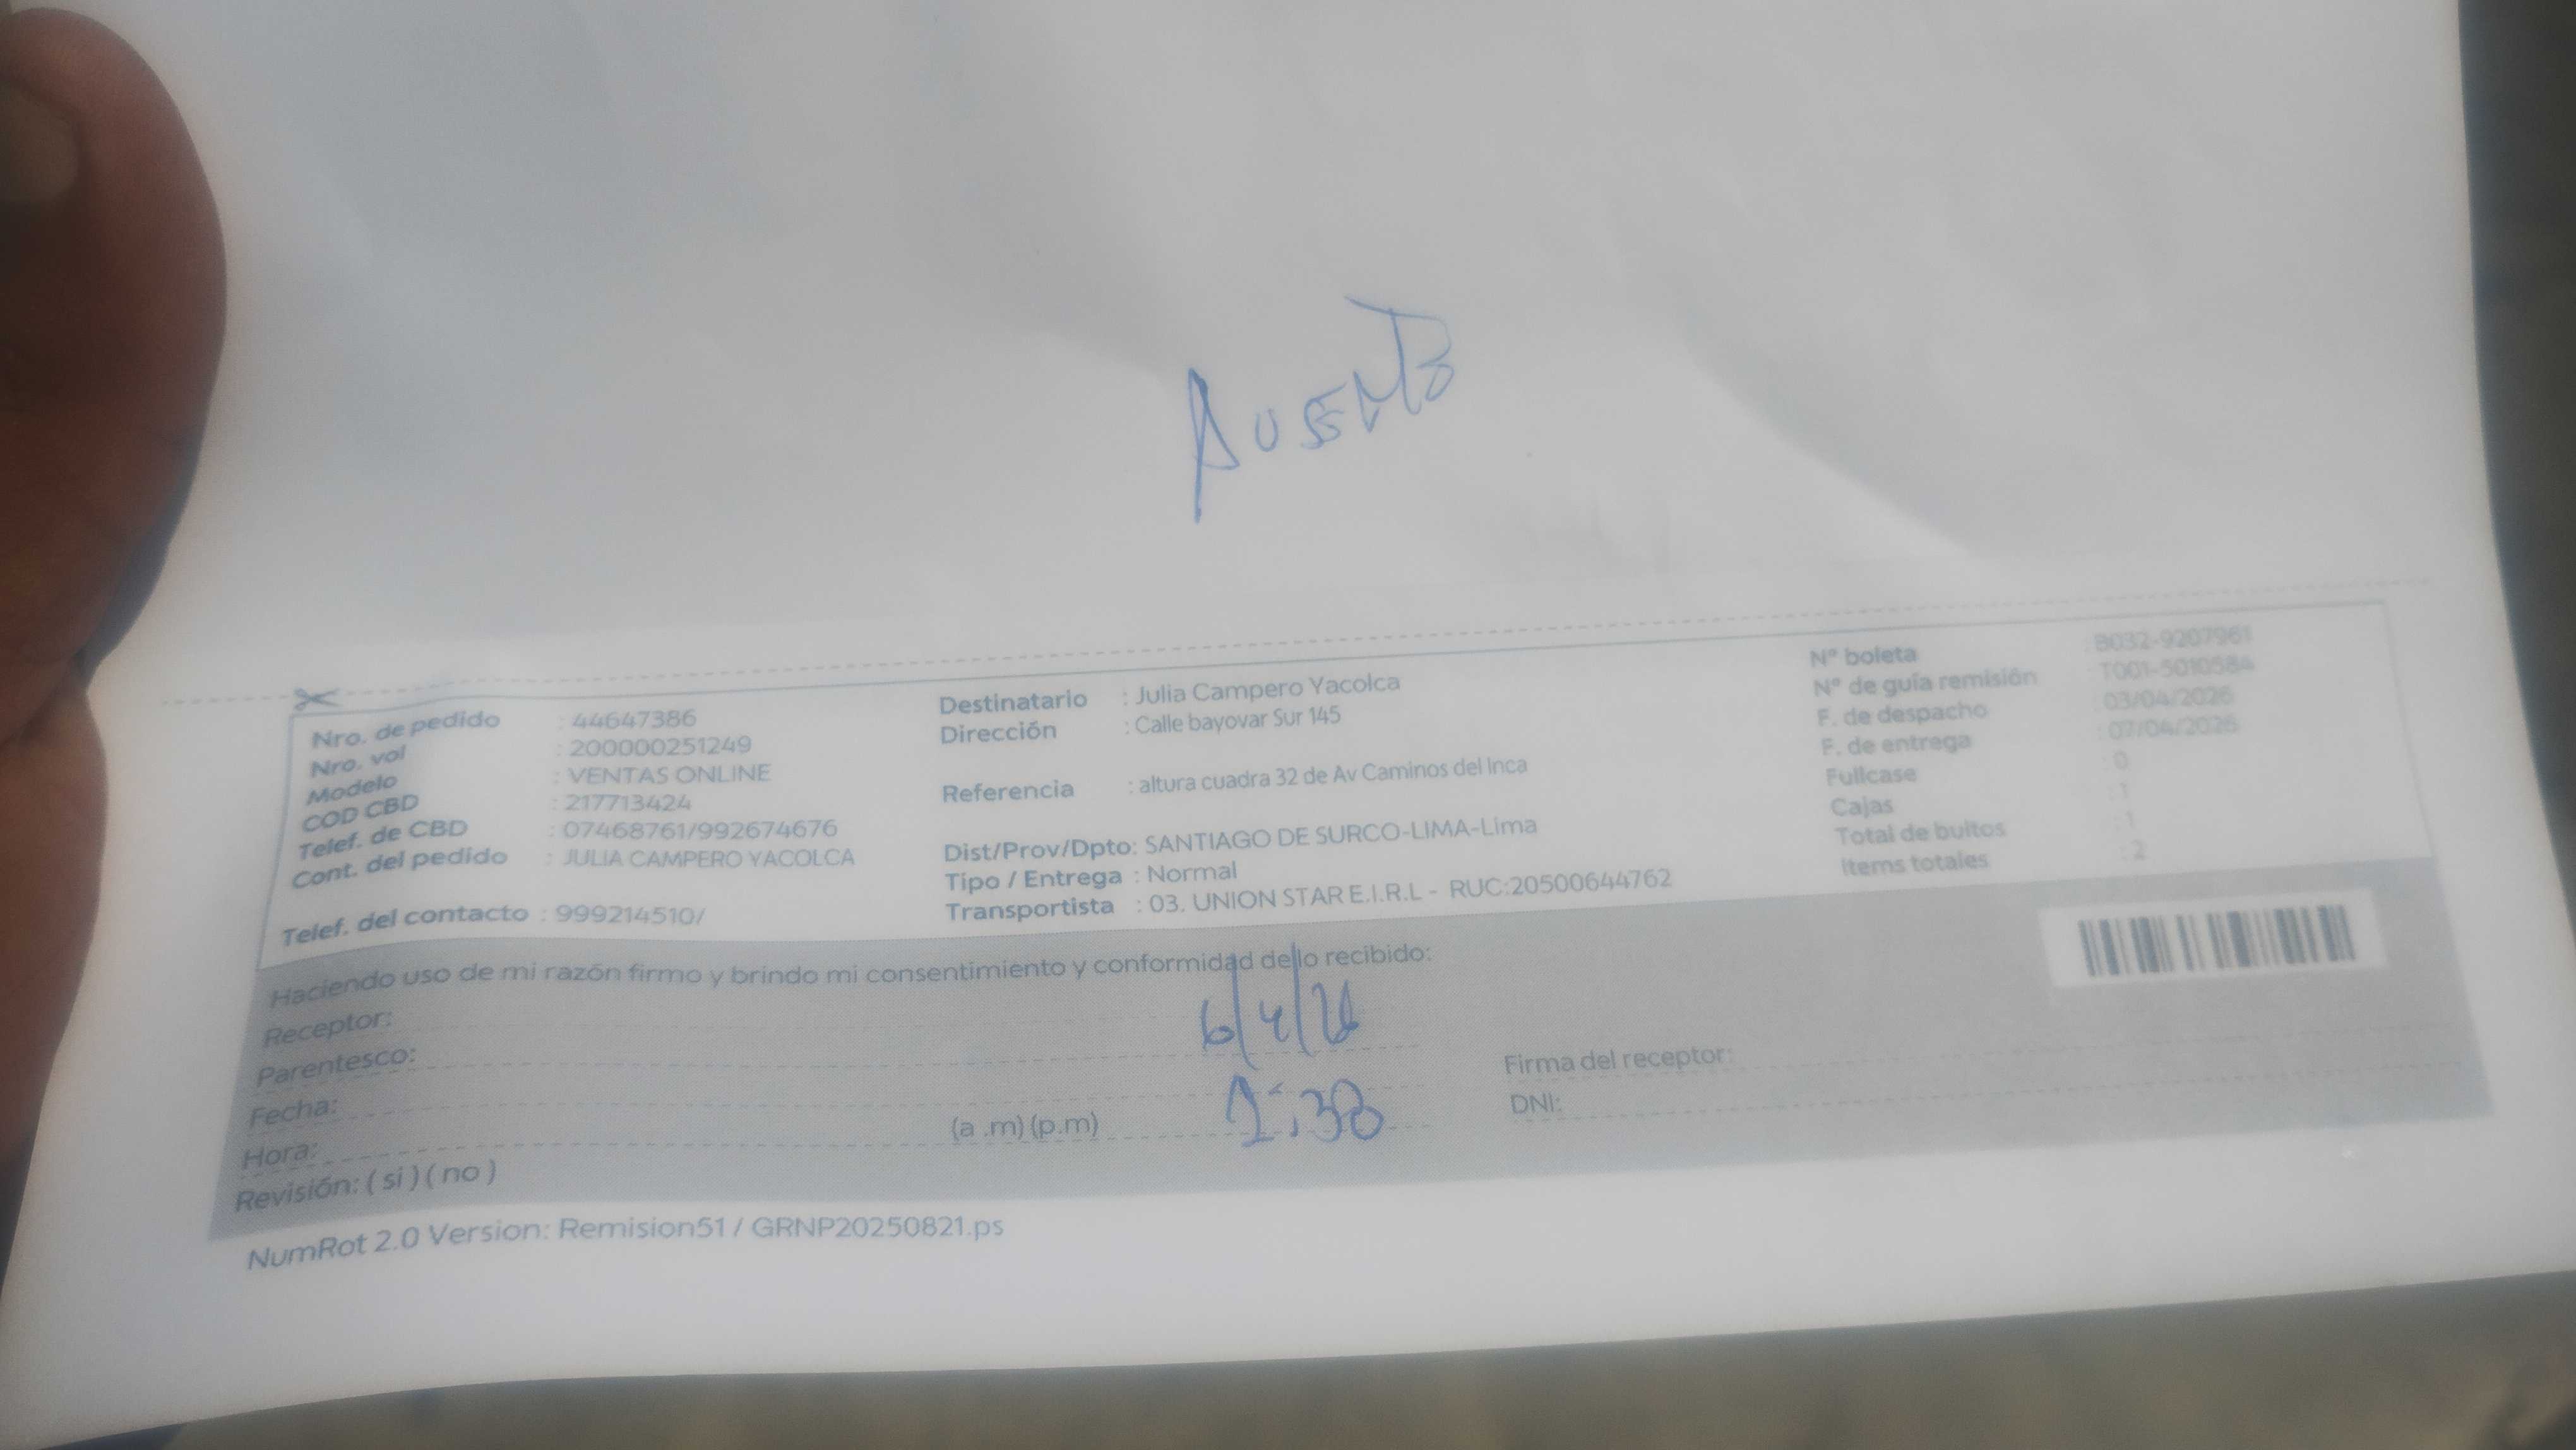 AUSENTO
Nro. de pedido : 44647386
Nro. vol : 200000251249
Modelo : VENTAS ONLINE
COD CBD : 217713424
Telef. de CBD : 07468761/992674676
Cont. del pedido : JULIA CAMPERO YACOLCA
Telef. del contacto : 999214510/
Destinatario : Julia Campero Yacolca
Dirección : Calle bayovar Sur 145
Referencia : altura cuadra 32 de Av Caminos del Inca
Dist/Prov/Dpto: SANTIAGO DE SURCO-LIMA-Lima
Tipo / Entrega : Normal
Transportista : 03. UNION STAR E.I.R.L - RUC:20500644762
N° boleta : B032-9207961
N° de guía remisión : T001-5010584
F. de despacho : 03/04/2026
F. de entrega : 07/04/2026
Fullcase : 0
Cajas : 1
Total de bultos : 1
Items totales : 2
Haciendo uso de mi razón firmo y brindo mi consentimiento y conformidad de lo recibido:
Receptor:
Parentesco: 6/4/26
Fecha:
Hora: (a .m) (p.m) 1:38
Revisión: ( si ) ( no )
Firma del receptor:
DNI:
NumRot 2.0 Version: Remision51 / GRNP20250821.ps